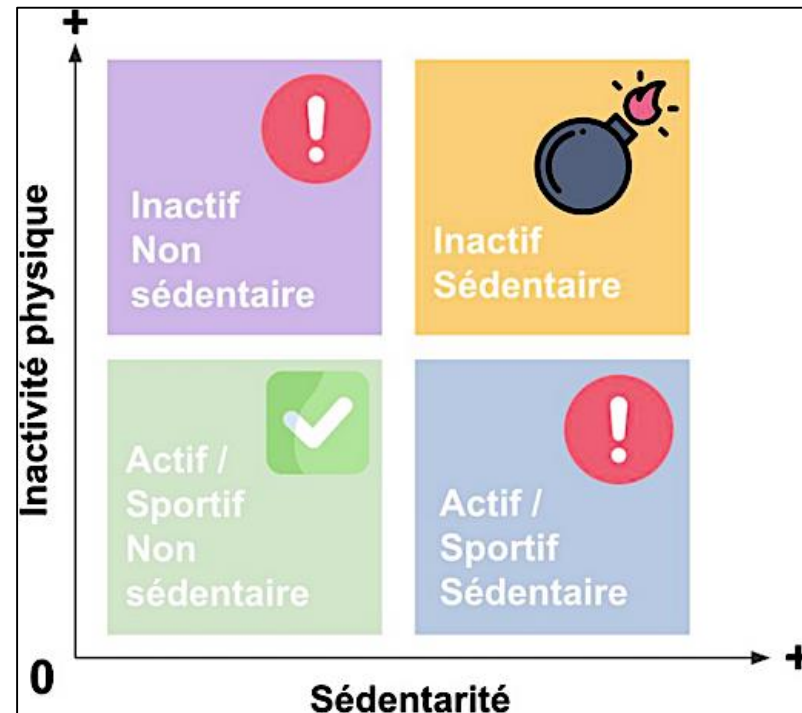 +
Inactivité physique
Inactif
Non
sédentaire
Inactif
Sédentaire
Actif /
Sportif
Non
sédentaire
Actif /
Sportif
Sédentaire
0
+
Sédentarité